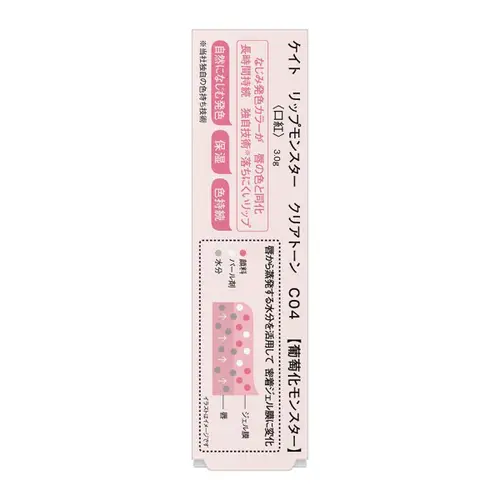 ケイト　リップモンスター　クリアトーン　C04　【葡萄化モンスター】
〈口紅〉　3.0g
なじみ発色カラーが　唇の色と同化
長時間持続　独自技術※落ちにくいリップ
自然になじむ発色
保湿
色持続
※当社独自の色持ち技術
唇から蒸発する水分を活用して　密着ジェル膜に変化
顔料
パール剤
水分
ジェル膜
唇
イラストはイメージです